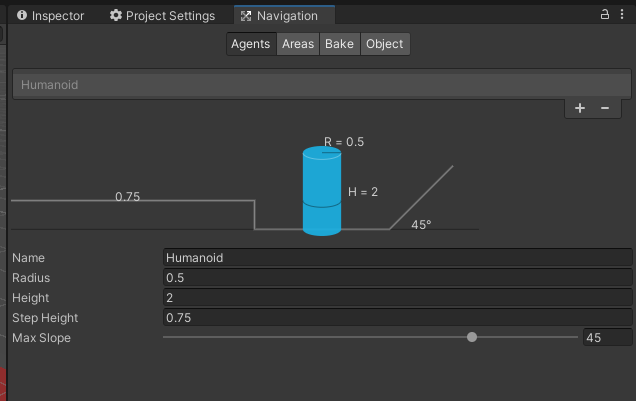 Inspector Project Settings Navigation
Agents Areas Bake Object
Humanoid
+ −
R = 0.5
0.75 H = 2
45°
Name Humanoid
Radius 0.5
Height 2
Step Height 0.75
Max Slope 45